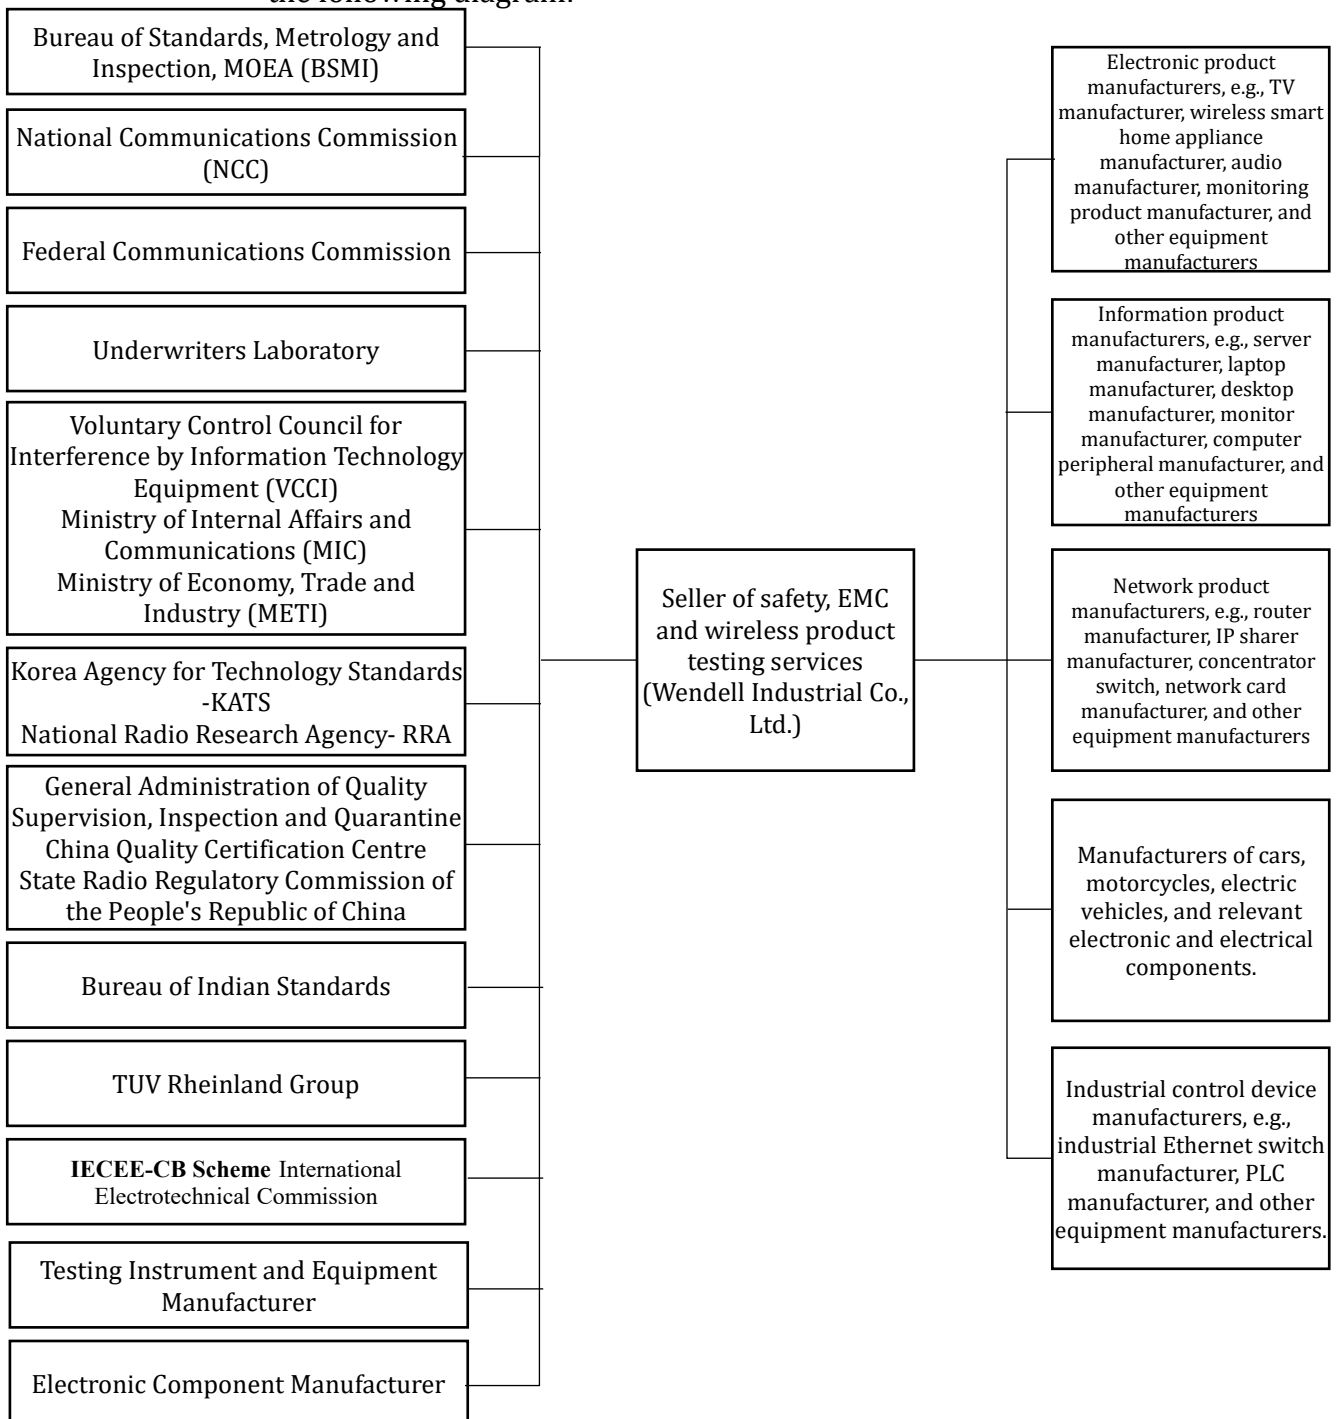 the following diagram:
Bureau of Standards, Metrology and
Inspection, MOEA (BSMI)
National Communications Commission
(NCC)
Federal Communications Commission
Underwriters Laboratory
Voluntary Control Council for
Interference by Information Technology
Equipment (VCCI)
Ministry of Internal Affairs and
Communications (MIC)
Ministry of Economy, Trade and
Industry (METI)
Korea Agency for Technology Standards
-KATS
National Radio Research Agency- RRA
General Administration of Quality
Supervision, Inspection and Quarantine
China Quality Certification Centre
State Radio Regulatory Commission of
the People's Republic of China
Bureau of Indian Standards
TUV Rheinland Group
IECEE-CB Scheme International
Electrotechnical Commission
Testing Instrument and Equipment
Manufacturer
Electronic Component Manufacturer
Seller of safety, EMC
and wireless product
testing services
(Wendell Industrial Co.,
Ltd.)
Electronic product
manufacturers, e.g., TV
manufacturer, wireless smart
home appliance
manufacturer, audio
manufacturer, monitoring
product manufacturer, and
other equipment
manufacturers
Information product
manufacturers, e.g., server
manufacturer, laptop
manufacturer, desktop
manufacturer, monitor
manufacturer, computer
peripheral manufacturer, and
other equipment
manufacturers
Network product
manufacturers, e.g., router
manufacturer, IP sharer
manufacturer, concentrator
switch, network card
manufacturer, and other
equipment manufacturers
Manufacturers of cars,
motorcycles, electric
vehicles, and relevant
electronic and electrical
components.
Industrial control device
manufacturers, e.g.,
industrial Ethernet switch
manufacturer, PLC
manufacturer, and other
equipment manufacturers.